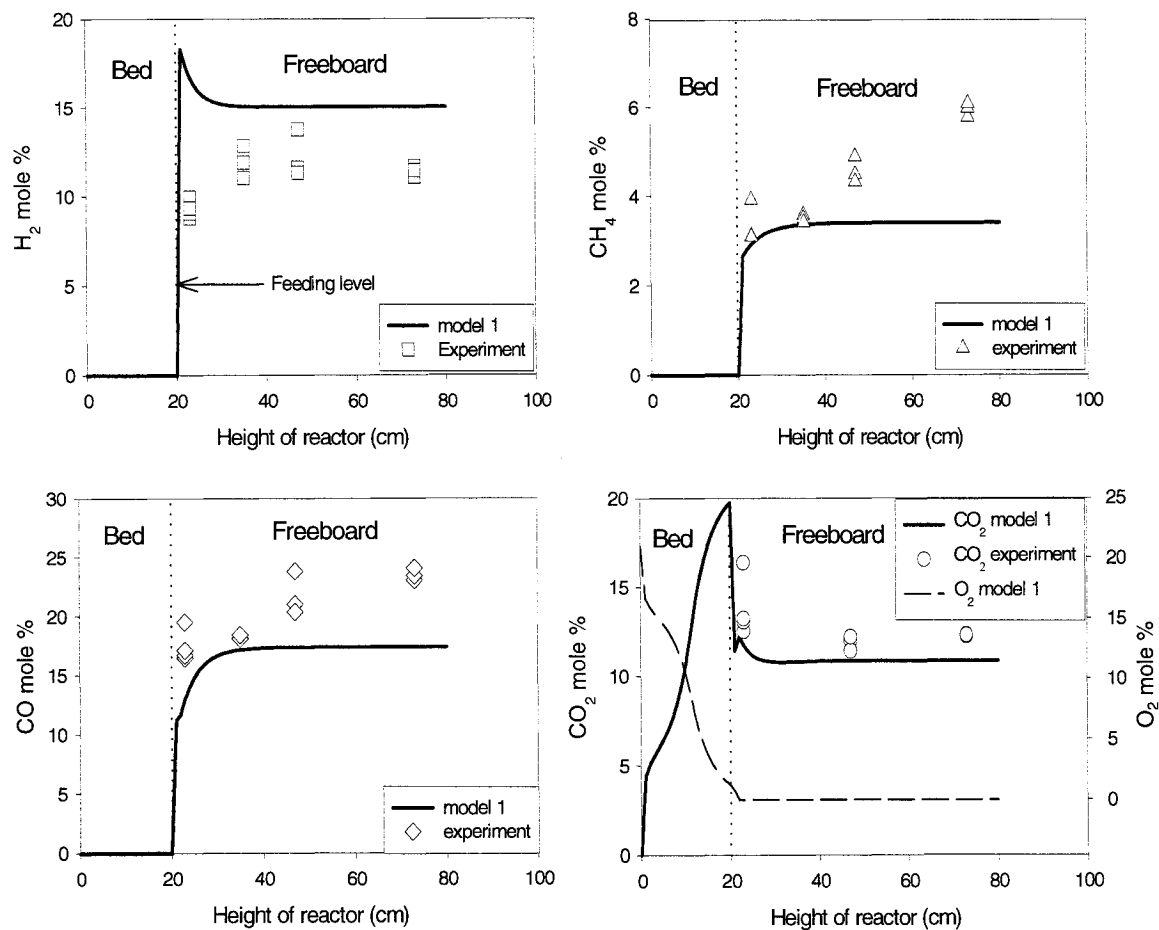 20
15
10
5
0
H2 mole %
Bed
Freeboard
Feeding level
model 1
Experiment
0 20 40 60 80 100
Height of reactor (cm)
8
6
4
2
0
CH4 mole %
Bed
Freeboard
model 1
experiment
0 20 40 60 80 100
Height of reactor (cm)
30
25
20
15
10
5
0
CO mole %
Bed
Freeboard
model 1
experiment
0 20 40 60 80 100
Height of reactor (cm)
20
15
10
5
0
CO2 mole %
Bed
Freeboard
CO2 model 1
CO2 experiment
O2 model 1
25
20
15
10
5
0
O2 mole %
0 20 40 60 80 100
Height of reactor (cm)